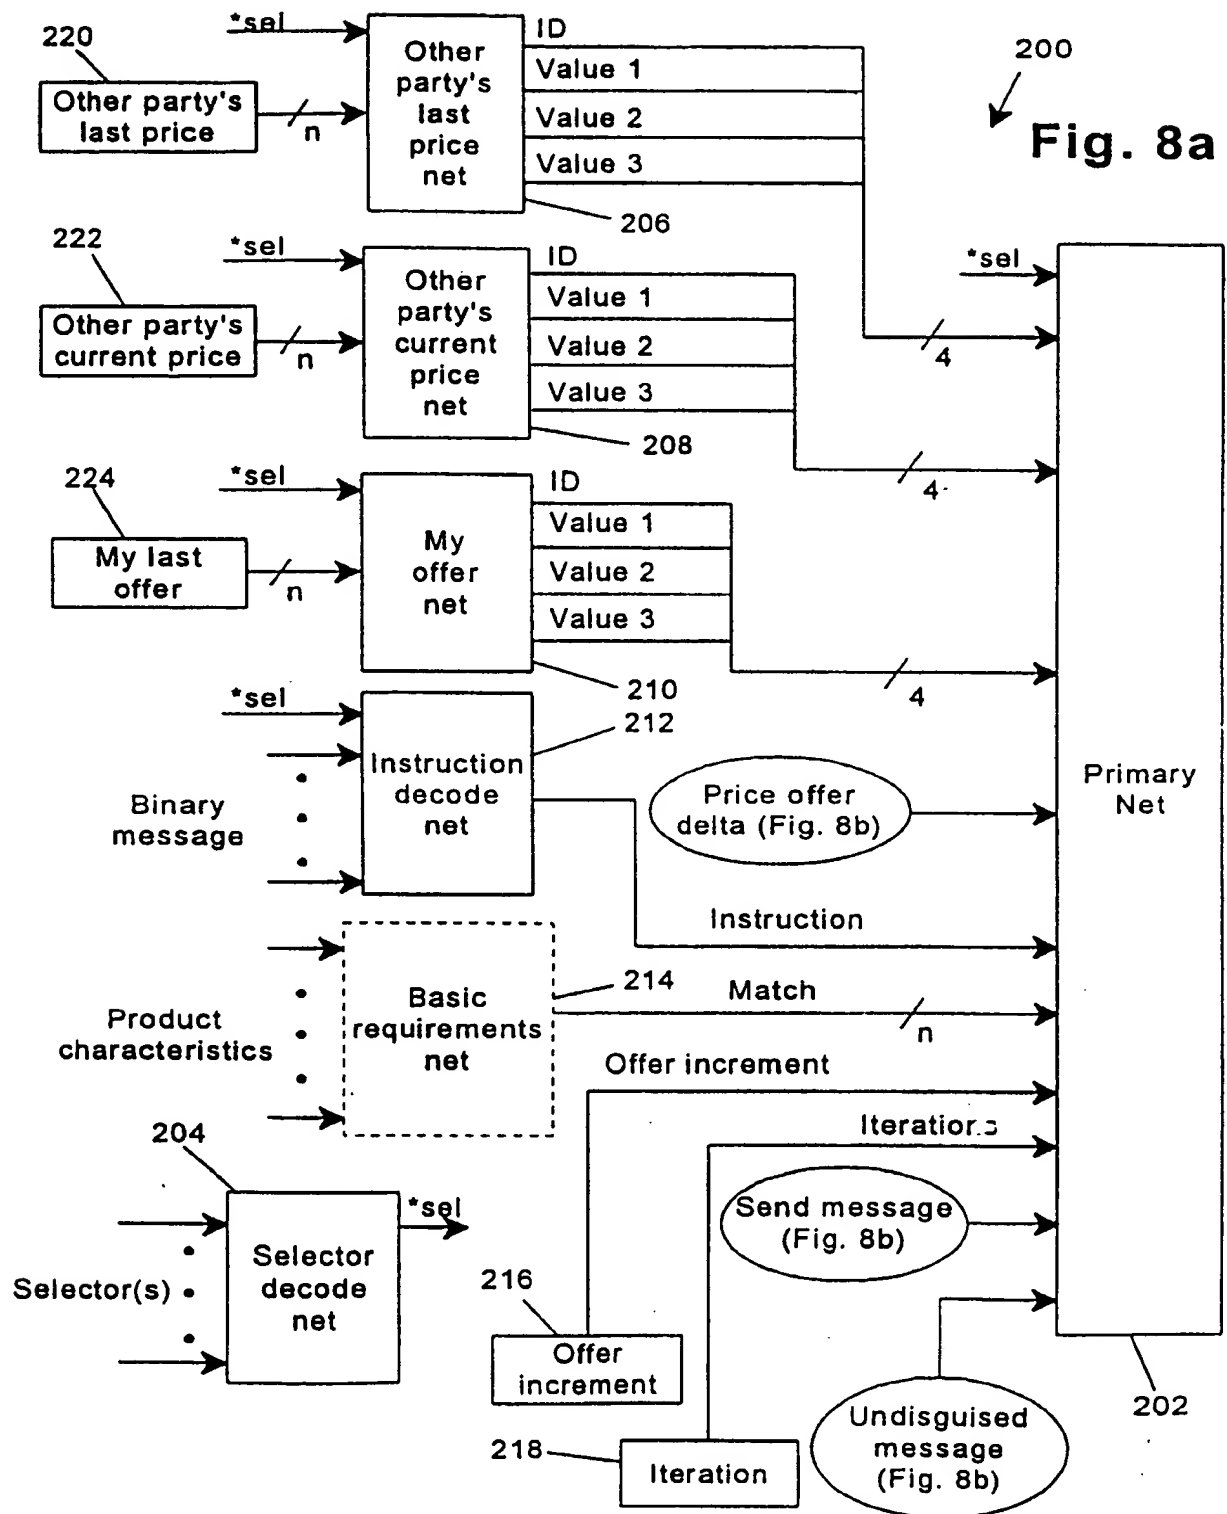 220
*sel
Other party's
last price
n
Other
party's
last
price
net
ID
Value 1
Value 2
Value 3
206
200
Fig. 8a
222
*sel
Other party's
current price
n
Other
party's
current
price
net
ID
Value 1
Value 2
Value 3
208
*sel
4
4
224
*sel
My last
offer
n
My
offer
net
ID
Value 1
Value 2
Value 3
210
4
*sel
212
Binary
message
Instruction
decode
net
Price offer
delta (Fig. 8b)
Primary
Net
Instruction
Product
characteristics
Basic
requirements
net
214
Match
n
Offer increment
Iterations
204
*sel
Selector(s)
Selector
decode
net
Send message
(Fig. 8b)
216
Offer
increment
218
Iteration
Undisguised
message
(Fig. 8b)
202